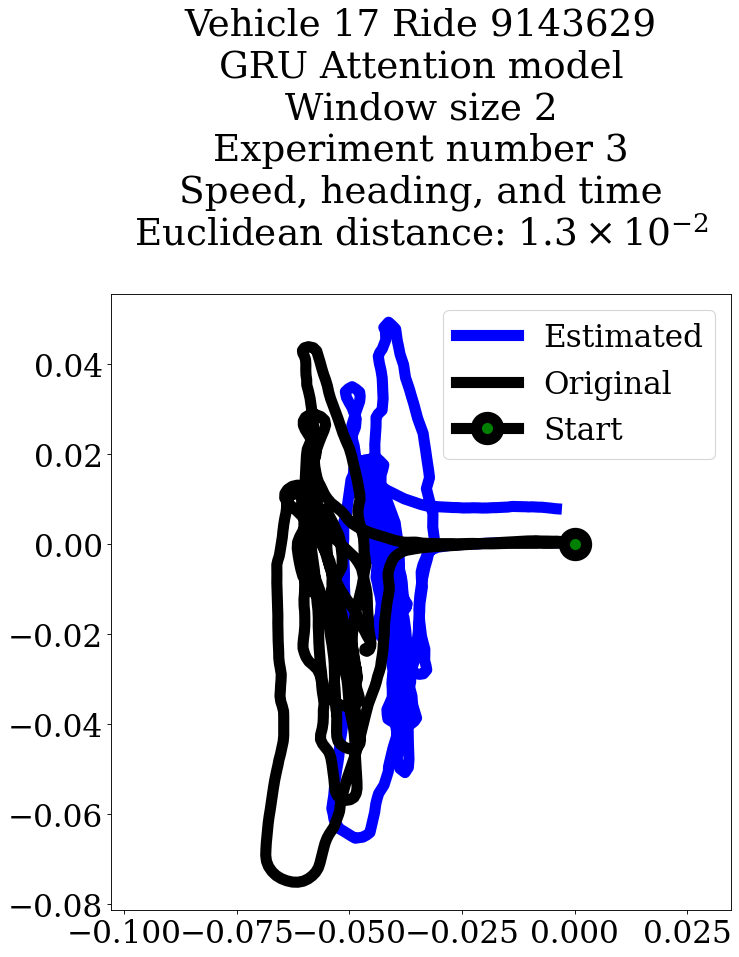 Vehicle 17 Ride 9143629
GRU Attention model
Window size 2
Experiment number 3
Speed, heading, and time
Euclidean distance: 1.3 × 10⁻²
Estimated
Original
Start
0.04
0.02
0.00
−0.02
−0.04
−0.06
−0.08
−0.100 −0.075 −0.050 −0.025 0.000 0.025